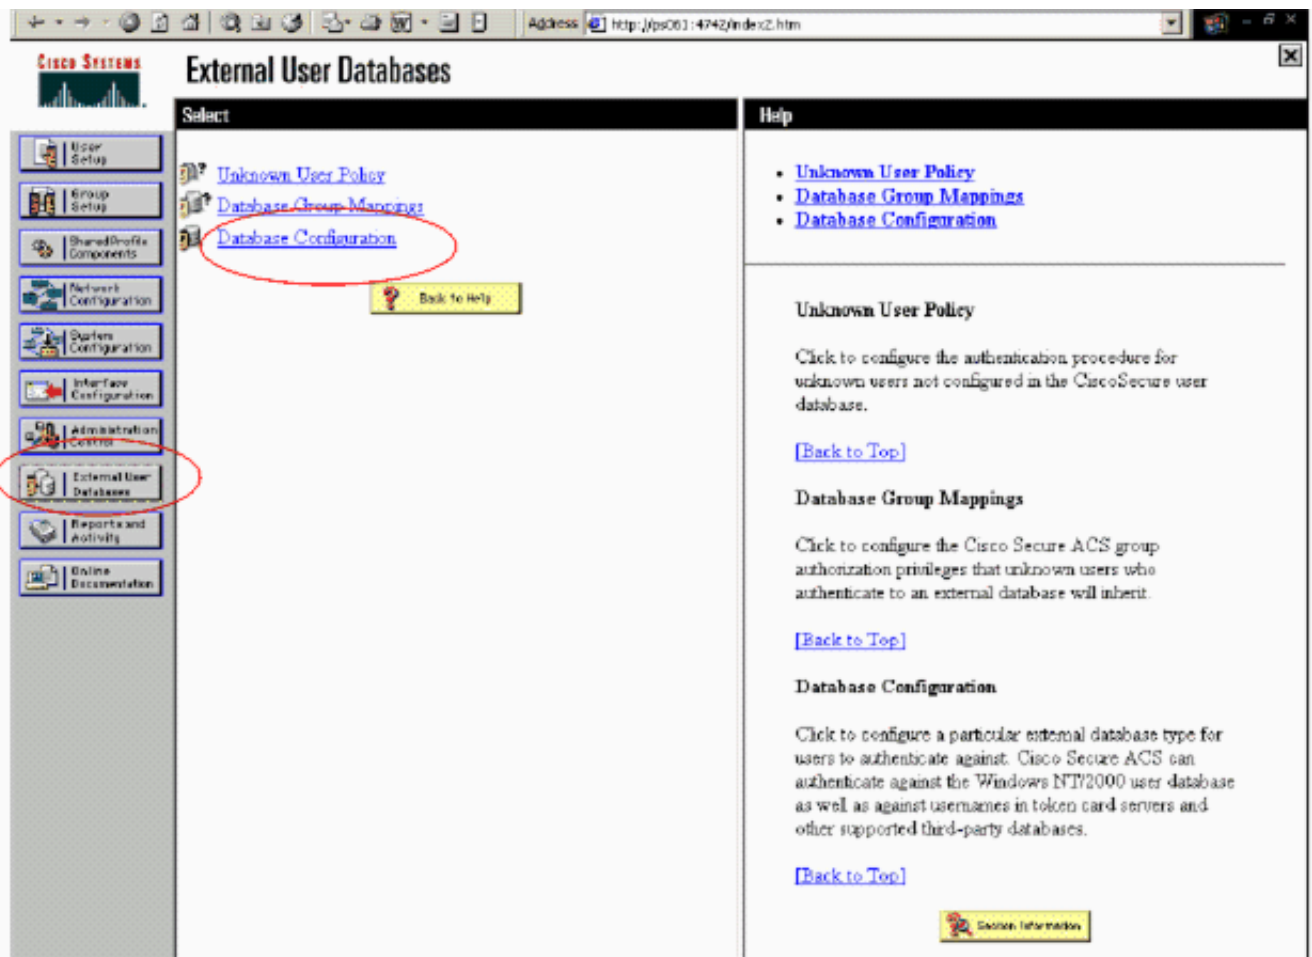 Address http://ps061:4742/index2.htm
CISCO SYSTEMS
External User Databases
Select
Help
User
Setup
Group
Setup
Shared Profile
Components
Network
Configuration
System
Configuration
Interface
Configuration
Administration
Control
External User
Databases
Reports and
Activity
Online
Documentation
Unknown User Policy
Database Group Mappings
Database Configuration
Back to Help
• Unknown User Policy
• Database Group Mappings
• Database Configuration
Unknown User Policy
Click to configure the authentication procedure for
unknown users not configured in the CiscoSecure user
database.
[Back to Top]
Database Group Mappings
Click to configure the Cisco Secure ACS group
authorization privileges that unknown users who
authenticate to an external database will inherit.
[Back to Top]
Database Configuration
Click to configure a particular external database type for
users to authenticate against. Cisco Secure ACS can
authenticate against the Windows NT/2000 user database
as well as against usernames in token card servers and
other supported third-party databases.
[Back to Top]
Section Information